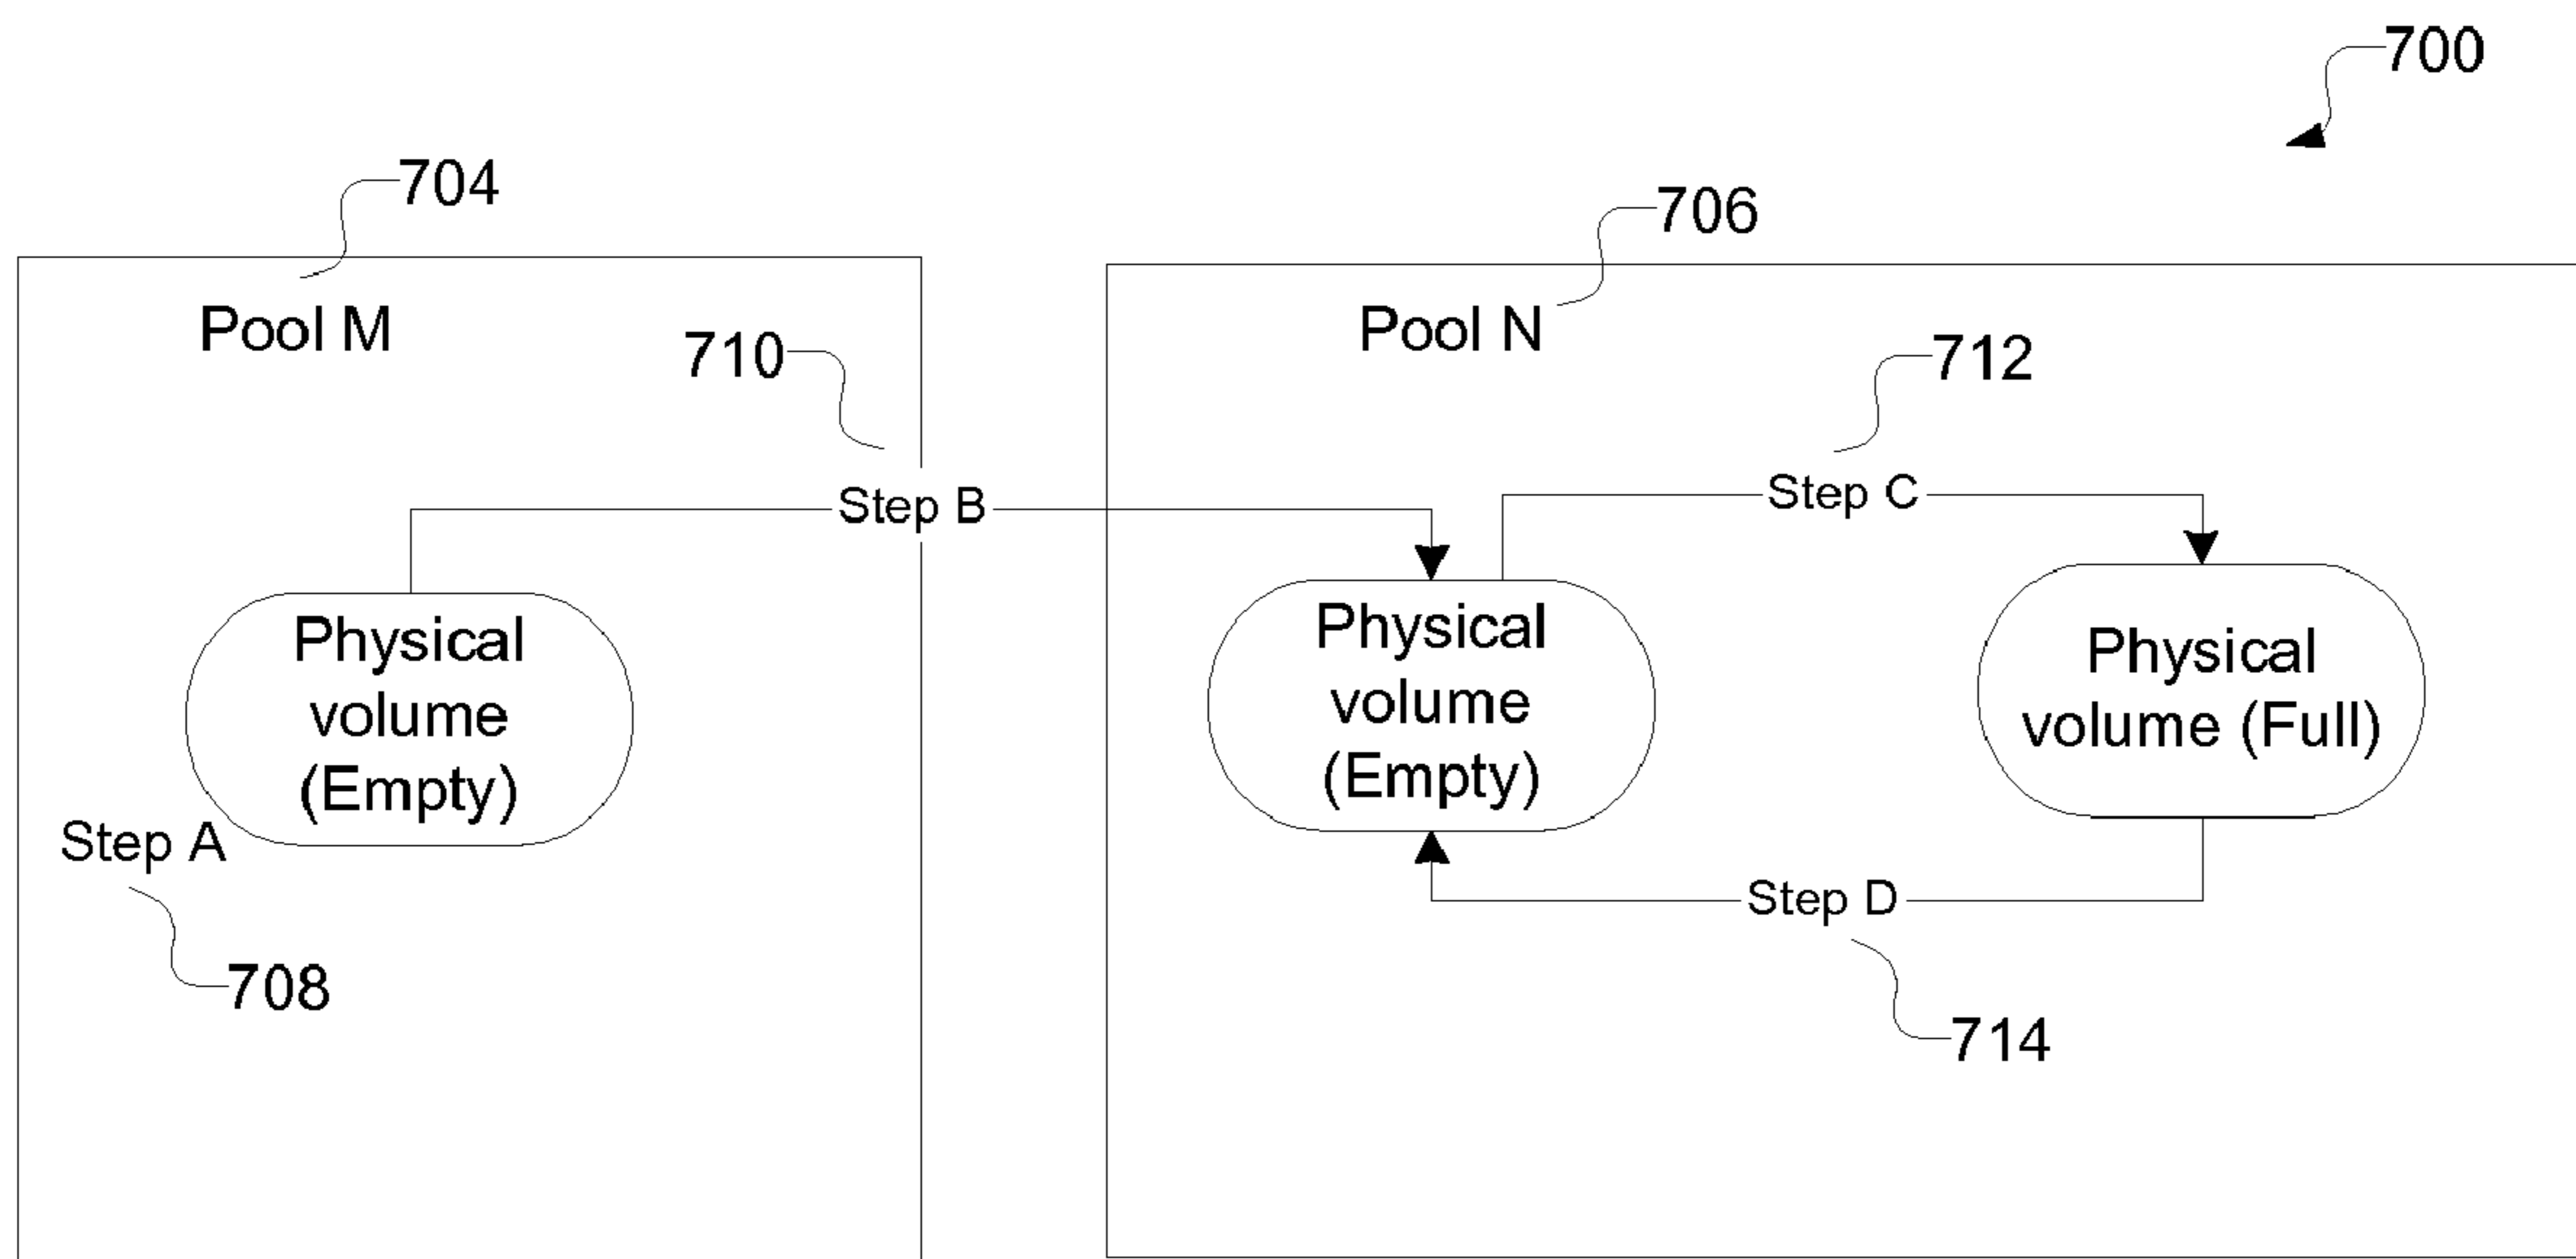 700
704
706
Pool M
Pool N
710
712
Step B
Step C
Physical
volume
(Empty)
Physical
volume
(Empty)
Physical
volume (Full)
Step A
Step D
708
714